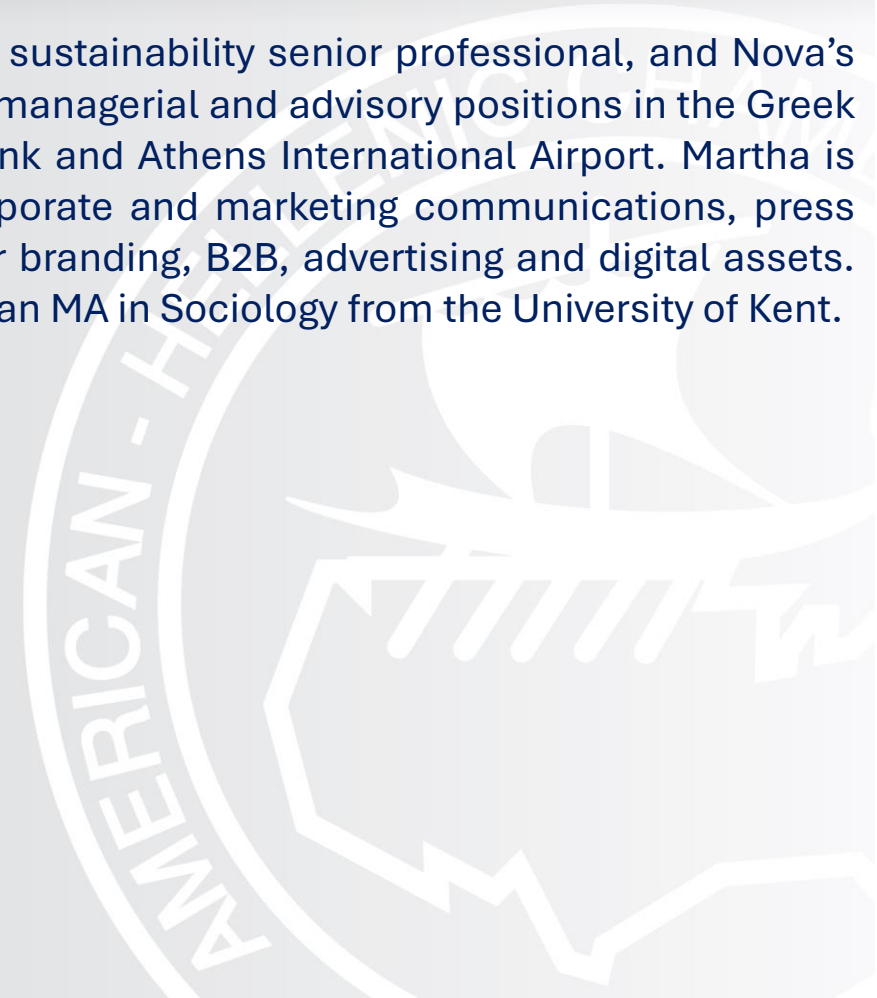 sustainability senior professional, and Nova's
managerial and advisory positions in the Greek
nk and Athens International Airport. Martha is
porate and marketing communications, press
r branding, B2B, advertising and digital assets.
an MA in Sociology from the University of Kent.
AMERICAN - HELLENIC CHAM